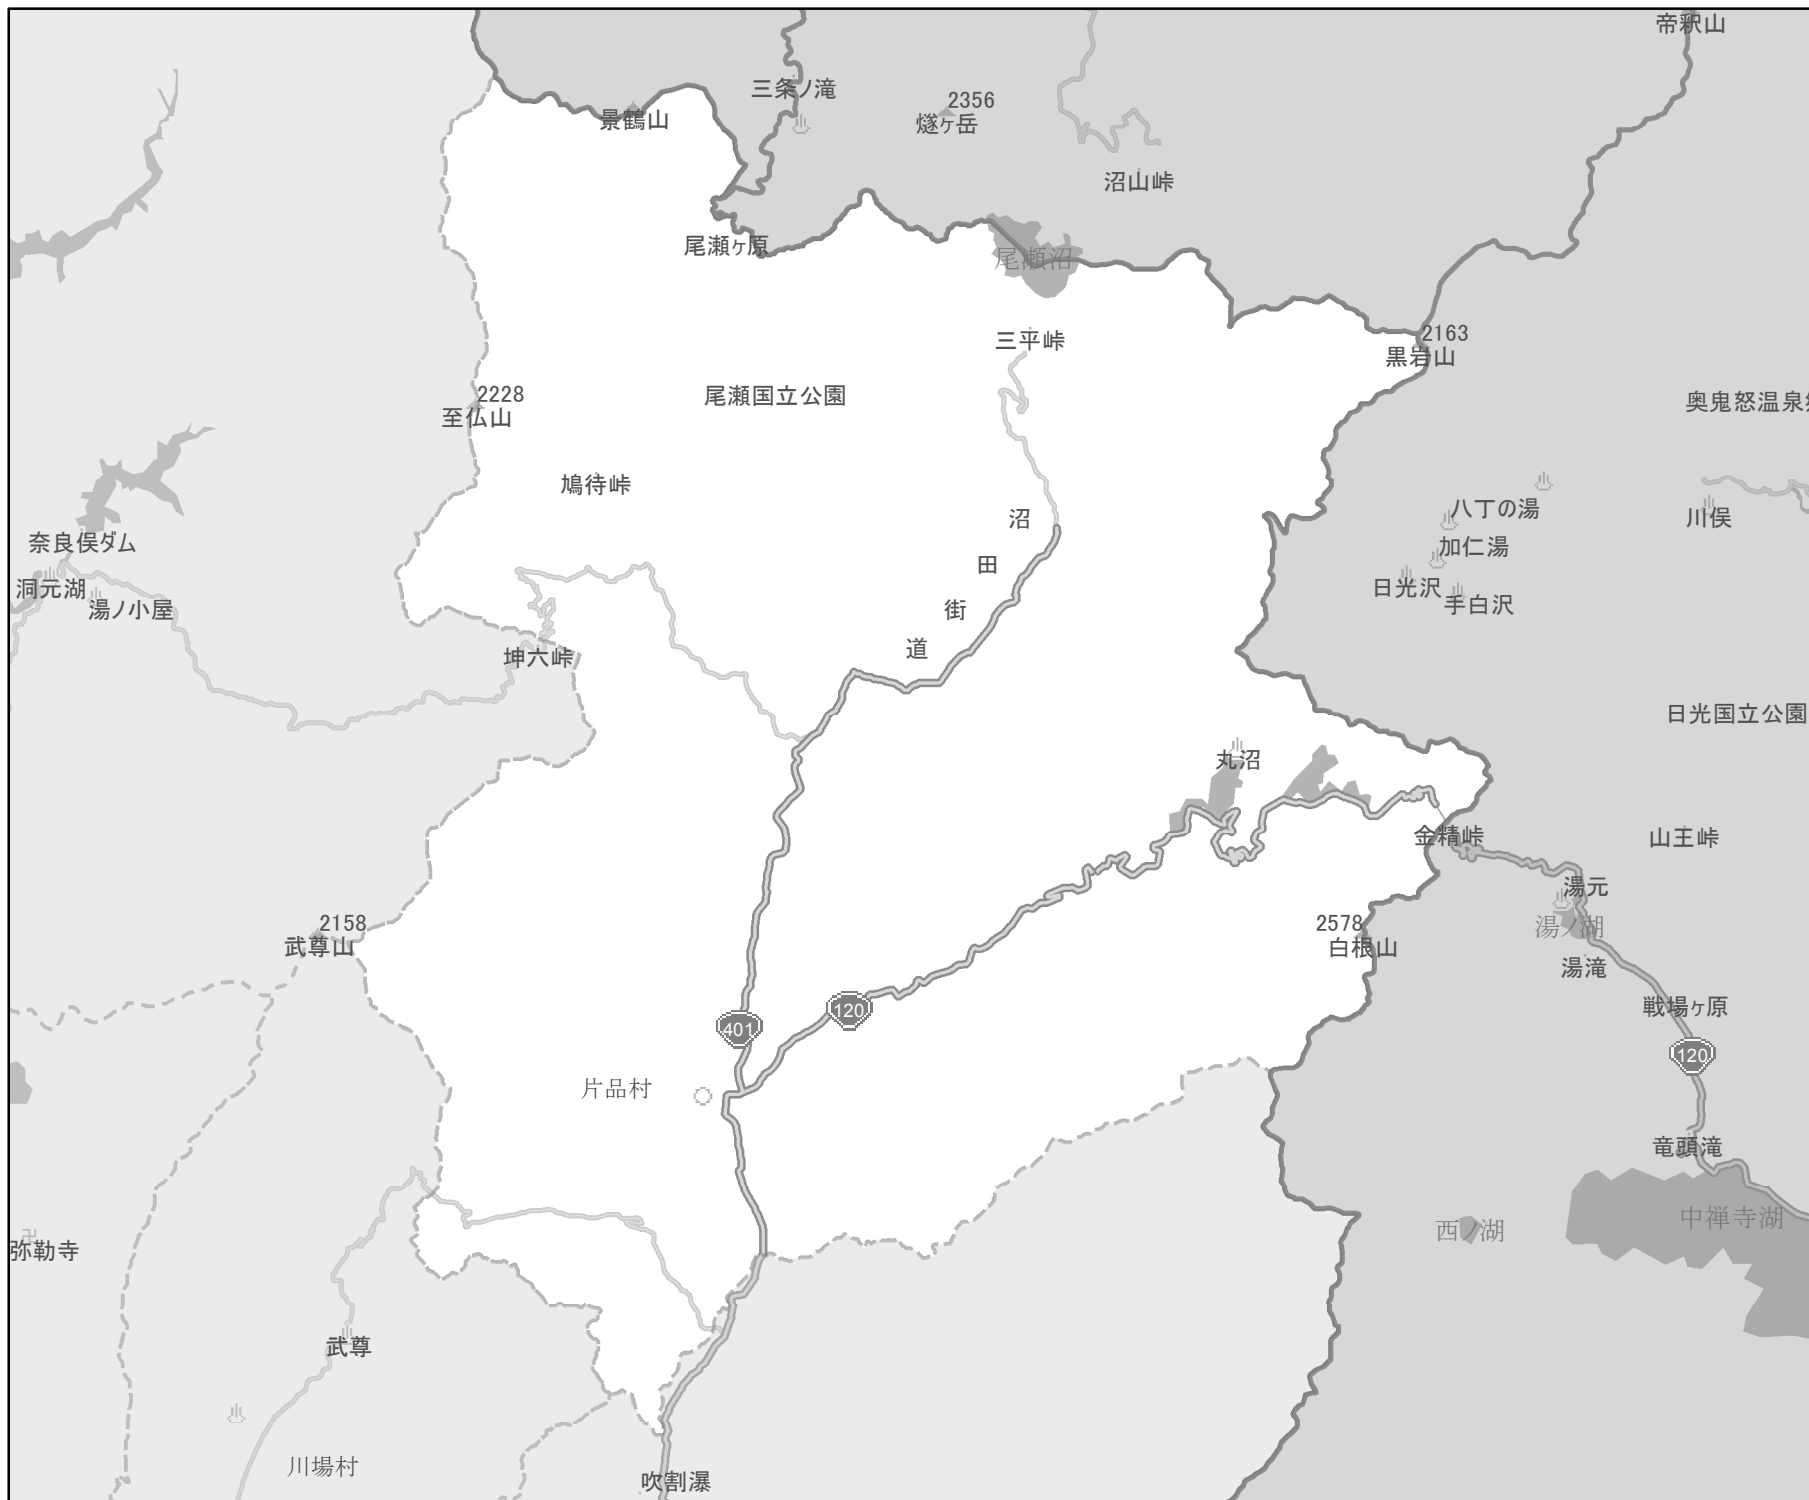 帝釈山
三条ノ滝
2356
燧ヶ岳
景鶴山
沼山峠
尾瀬ヶ原
尾瀬沼
三平峠
2163
黒岩山
2228
至仏山
尾瀬国立公園
奥鬼怒温泉
鳩待峠
八丁の湯
川俣
沼田街道
奈良俣ダム
加仁湯
洞元湖
湯ノ小屋
日光沢
手白沢
坤六峠
日光国立公園
丸沼
金精峠
山王峠
湯元
湯ノ湖
2158
武尊山
2578
白根山
湯滝
戦場ヶ原
120
401
120
片品村
竜頭滝
中禅寺湖
西ノ湖
弥勒寺
武尊
川場村
吹割瀑